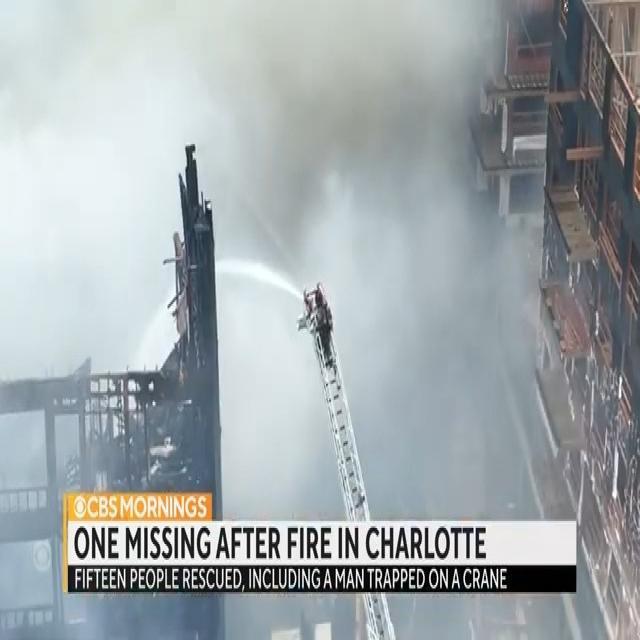 CBS MORNINGS
ONE MISSING AFTER FIRE IN CHARLOTTE
FIFTEEN PEOPLE RESCUED, INCLUDING A MAN TRAPPED ON A CRANE